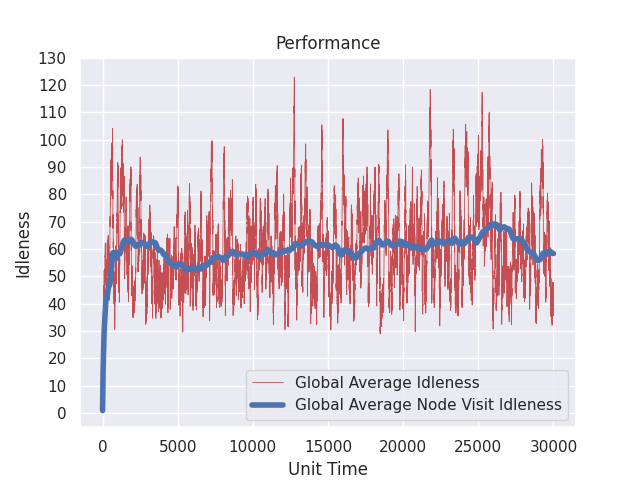 Performance
130
120
110
100
90
80
70
60
50
40
30
20
10
0
Idleness
Global Average Idleness
Global Average Node Visit Idleness
0 5000 10000 15000 20000 25000 30000
Unit Time